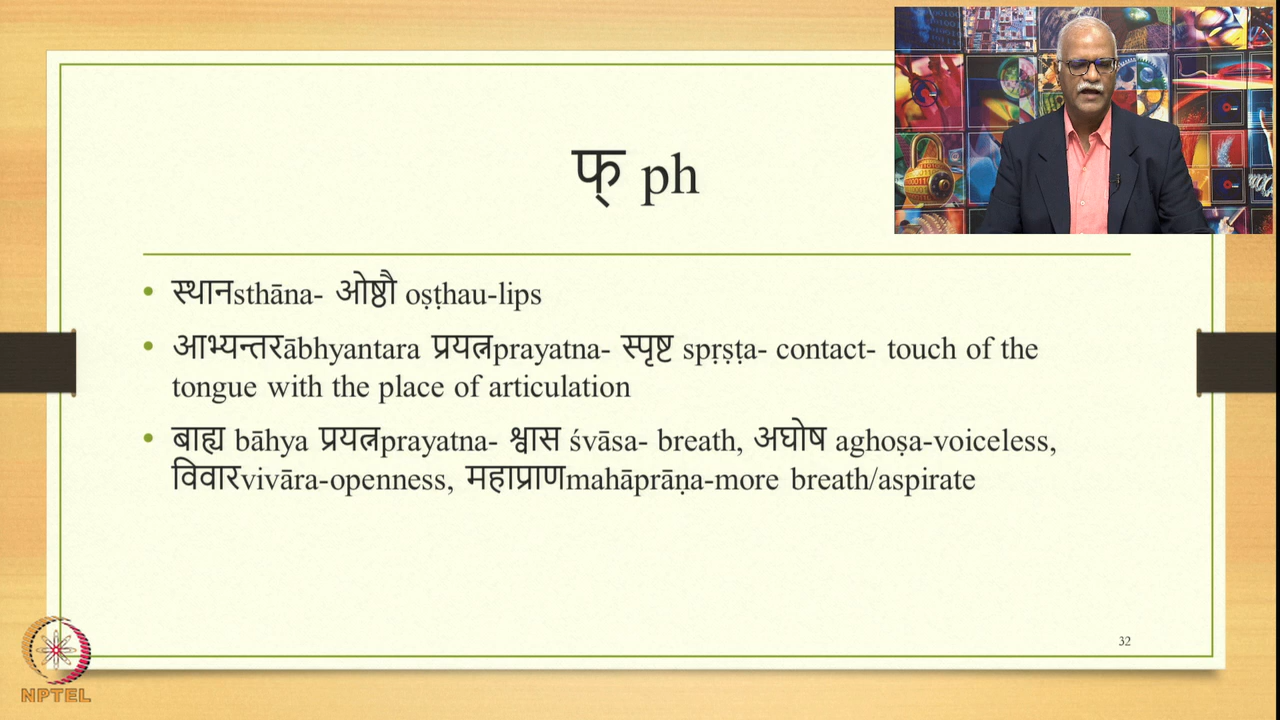 फ् ph
स्थानsthāna- ओष्ठौ oṣṭhau-lips
आभ्यन्तरābhyantara प्रयत्नprayatna- स्पृष्ट spṛṣṭa- contact- touch of the
tongue with the place of articulation
बाह्य bāhya प्रयत्नprayatna- श्वास śvāsa- breath, अघोष aghoṣa-voiceless,
विवारvivāra-openness, महाप्राणmahāprāṇa-more breath/aspirate
32
NPTEL